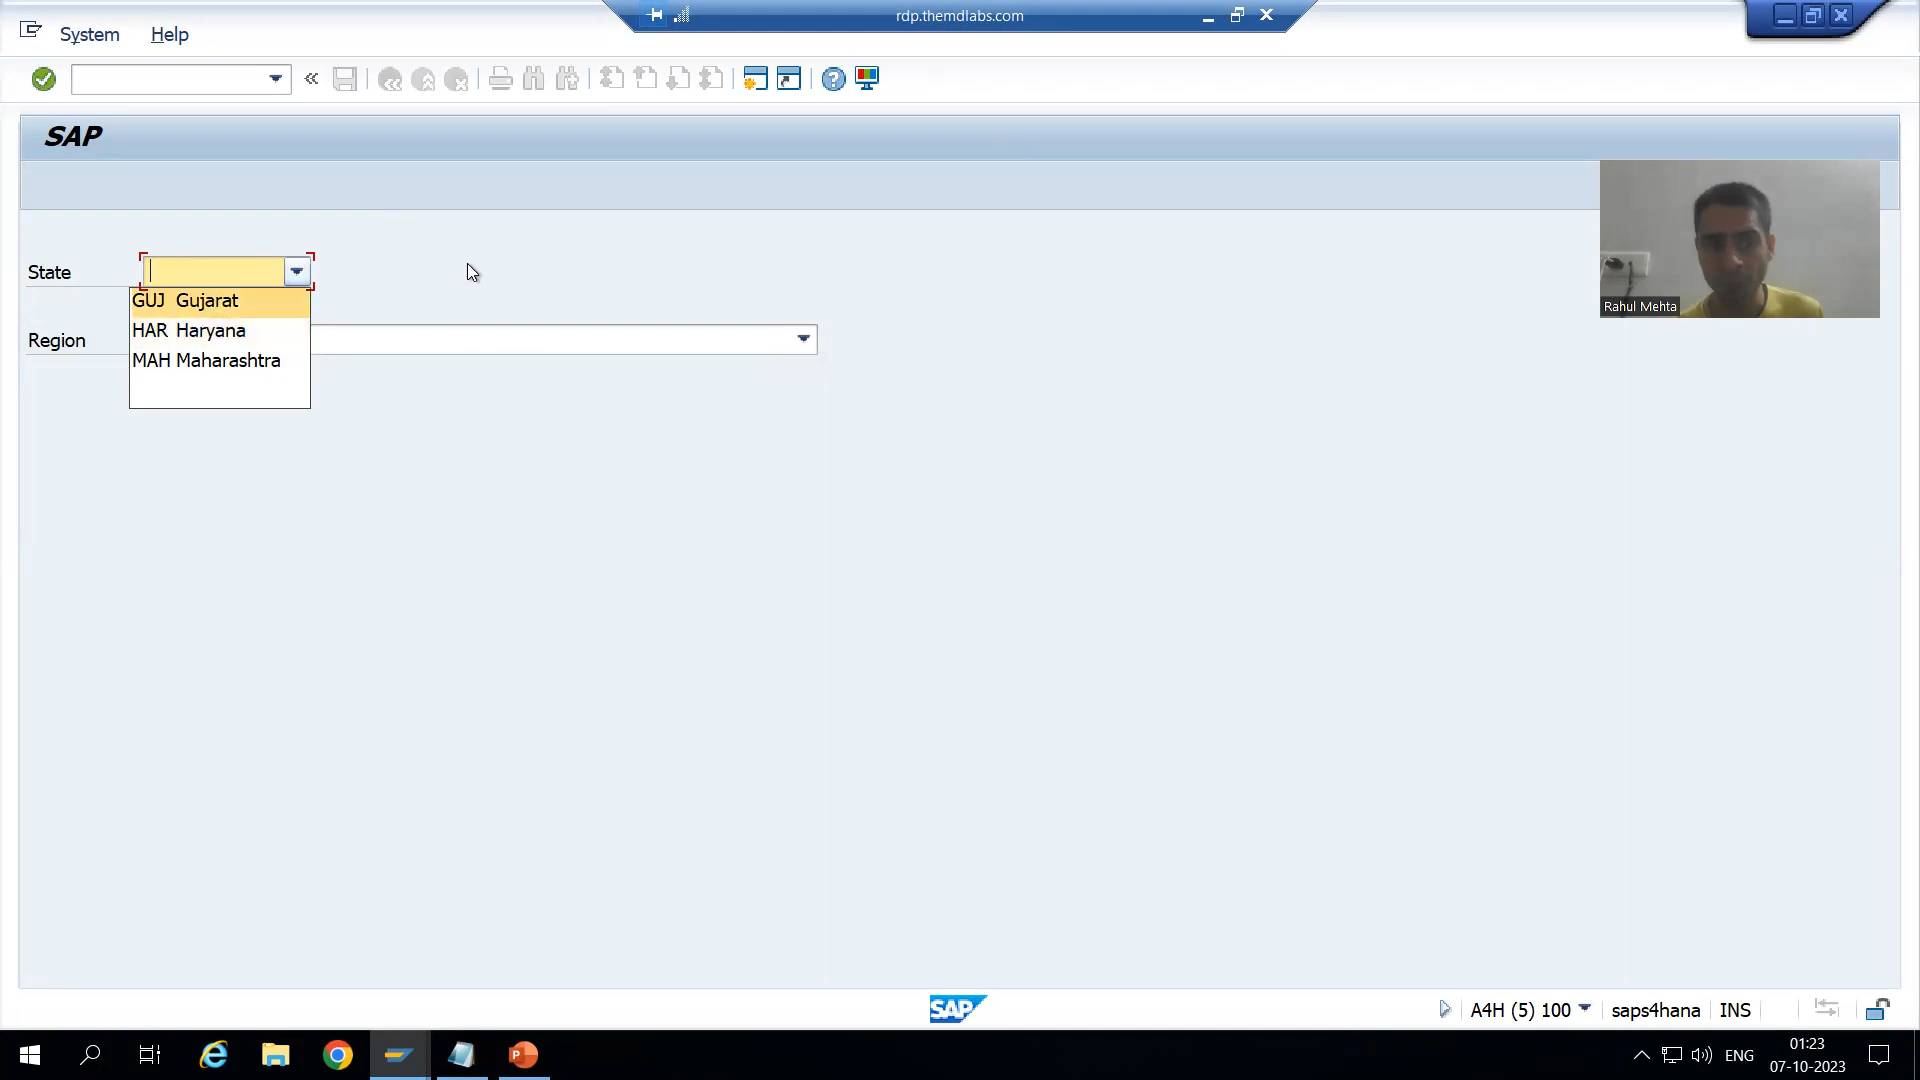 rdp.themdlabs.com
System Help
SAP
Rahul Mehta
State
GUJ Gujarat
HAR Haryana
MAH Maharashtra
Region
SAP
A4H (5) 100 saps4hana INS
ENG
01:23
07-10-2023